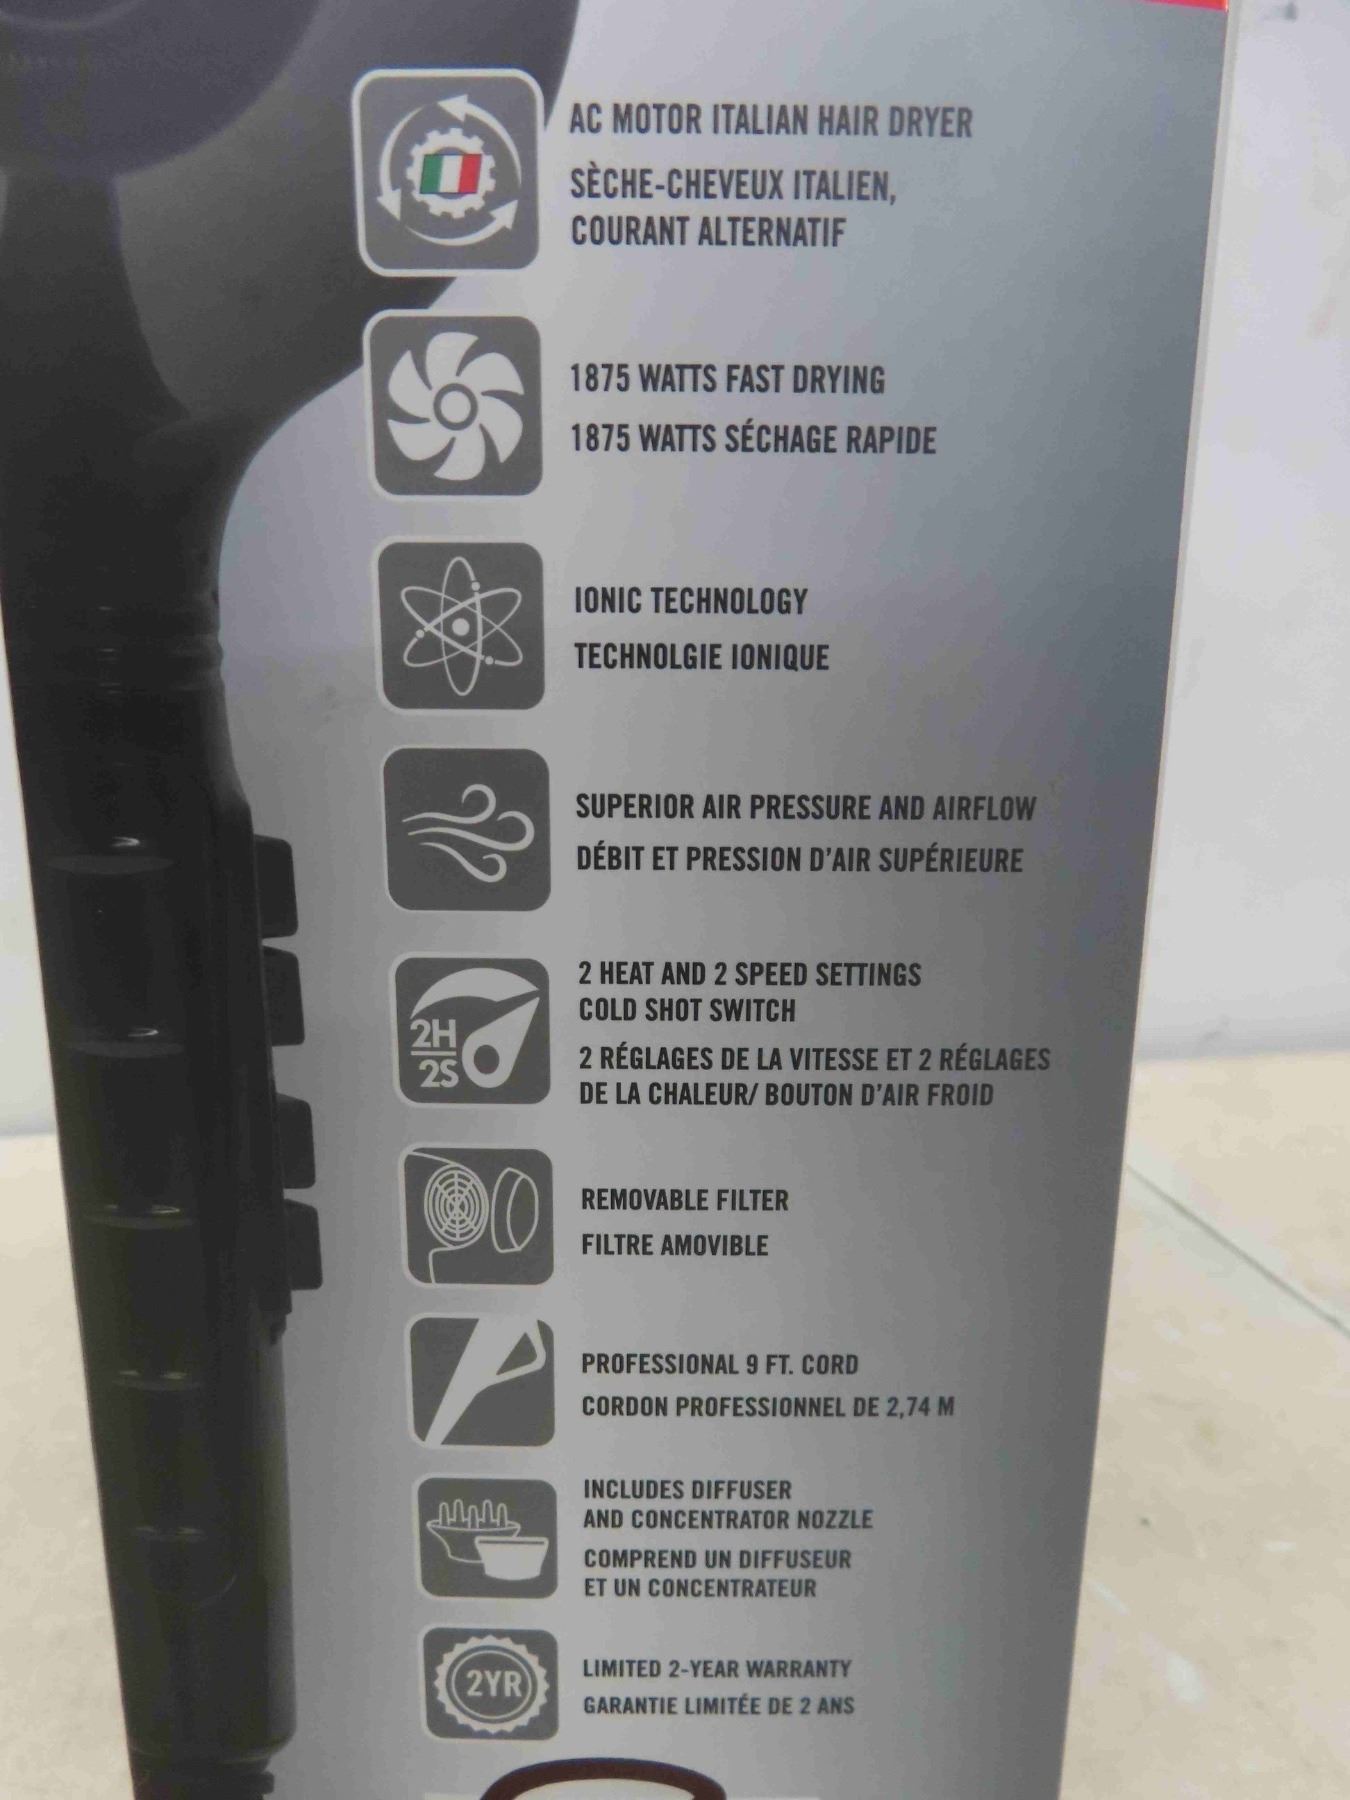 AC MOTOR ITALIAN HAIR DRYER
SÈCHE-CHEVEUX ITALIEN,
COURANT ALTERNATIF
1875 WATTS FAST DRYING
1875 WATTS SÉCHAGE RAPIDE
IONIC TECHNOLOGY
TECHNOLGIE IONIQUE
SUPERIOR AIR PRESSURE AND AIRFLOW
DÉBIT ET PRESSION D'AIR SUPÉRIEURE
2H
2S
2 HEAT AND 2 SPEED SETTINGS
COLD SHOT SWITCH
2 RÉGLAGES DE LA VITESSE ET 2 RÉGLAGES
DE LA CHALEUR/ BOUTON D'AIR FROID
REMOVABLE FILTER
FILTRE AMOVIBLE
PROFESSIONAL 9 FT. CORD
CORDON PROFESSIONNEL DE 2,74 M
INCLUDES DIFFUSER
AND CONCENTRATOR NOZZLE
COMPREND UN DIFFUSEUR
ET UN CONCENTRATEUR
2YR
LIMITED 2-YEAR WARRANTY
GARANTIE LIMITÉE DE 2 ANS